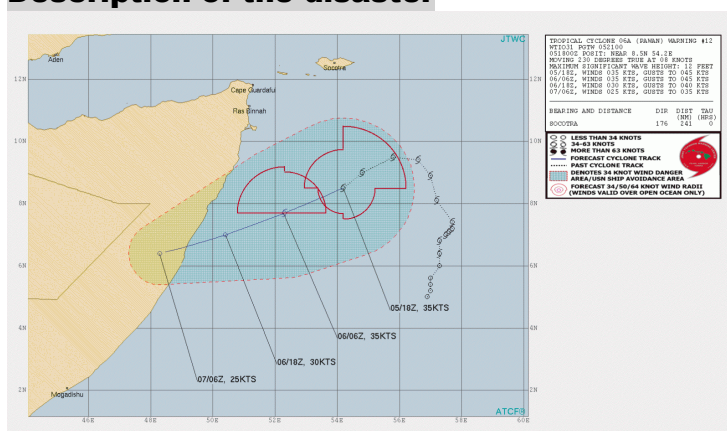 Description of the disaster
JTWC
Aden
Socotra
Cape Guardafui
Ras Binnah
Mogadishu
12N
12N
10N
10N
8N
8N
6N
6N
4N
4N
2N
2N
46E
48E
50E
52E
54E
56E
58E
60E
05/18Z, 35KTS
06/06Z, 35KTS
06/18Z, 30KTS
07/06Z, 25KTS
ATCF®
TROPICAL CYCLONE 06A (PAWAN) WARNING #12
WTIO31 PGTW 052100
051800Z POSIT: NEAR 8.5N 54.2E
MOVING 230 DEGREES TRUE AT 08 KNOTS
MAXIMUM SIGNIFICANT WAVE HEIGHT: 12 FEET
05/18Z, WINDS 035 KTS, GUSTS TO 045 KTS
06/06Z, WINDS 035 KTS, GUSTS TO 045 KTS
06/18Z, WINDS 030 KTS, GUSTS TO 040 KTS
07/06Z, WINDS 025 KTS, GUSTS TO 035 KTS
BEARING AND DISTANCE DIR DIST TAU
(NM) (HRS)
SOCOTRA 176 241 0
LESS THAN 34 KNOTS
34-63 KNOTS
MORE THAN 63 KNOTS
FORECAST CYCLONE TRACK
PAST CYCLONE TRACK
DENOTES 34 KNOT WIND DANGER
AREA/USN SHIP AVOIDANCE AREA
FORECAST 34/50/64 KNOT WIND RADII
(WINDS VALID OVER OPEN OCEAN ONLY)